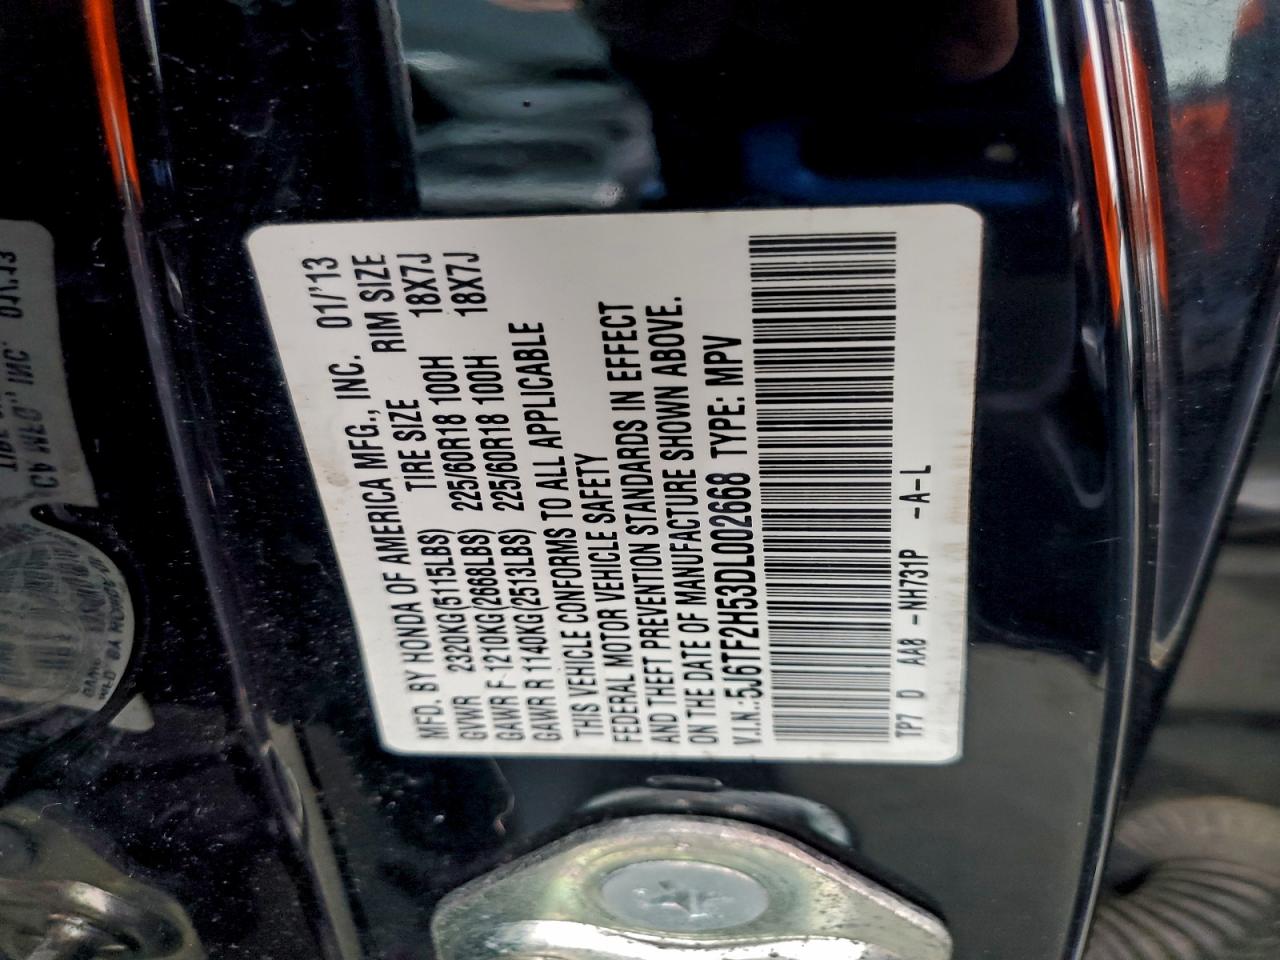 MFD. BY HONDA OF AMERICA MFG., INC. 01/'13
GVWR 2320KG(5115LBS) TIRE SIZE RIM SIZE
GAWR F 1210KG(2668LBS) 225/60R18 100H 18X7J
GAWR R 1140KG(2513LBS) 225/60R18 100H 18X7J
THIS VEHICLE CONFORMS TO ALL APPLICABLE
FEDERAL MOTOR VEHICLE SAFETY
AND THEFT PREVENTION STANDARDS IN EFFECT
ON THE DATE OF MANUFACTURE SHOWN ABOVE.
V.I.N.:5J6TF2H53DL002668 TYPE: MPV
TP7 D AA8 -NH731P -A-L